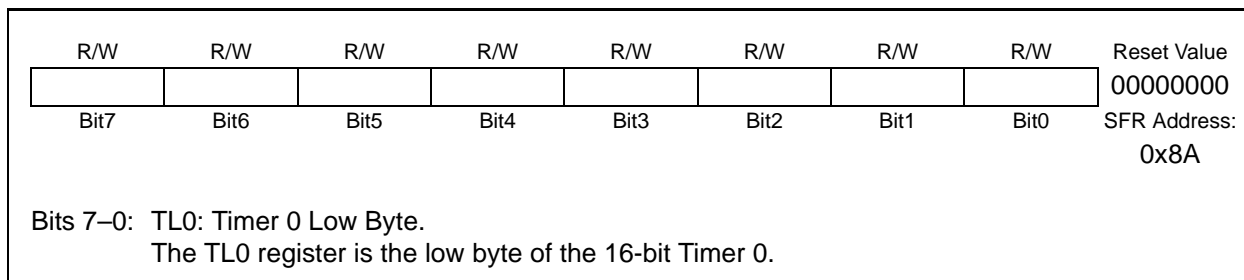 R/W R/W R/W R/W R/W R/W R/W R/W Reset Value
00000000
Bit7 Bit6 Bit5 Bit4 Bit3 Bit2 Bit1 Bit0 SFR Address:
0x8A
Bits 7–0: TL0: Timer 0 Low Byte.
The TL0 register is the low byte of the 16-bit Timer 0.